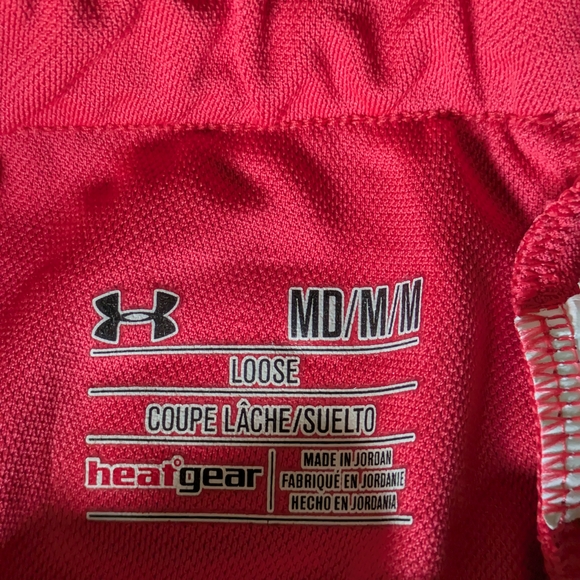 MD/M/M
LOOSE
COUPE LÂCHE/SUELTO
heatgear
MADE IN JORDAN
FABRIQUÉ EN JORDANIE
HECHO EN JORDANIA